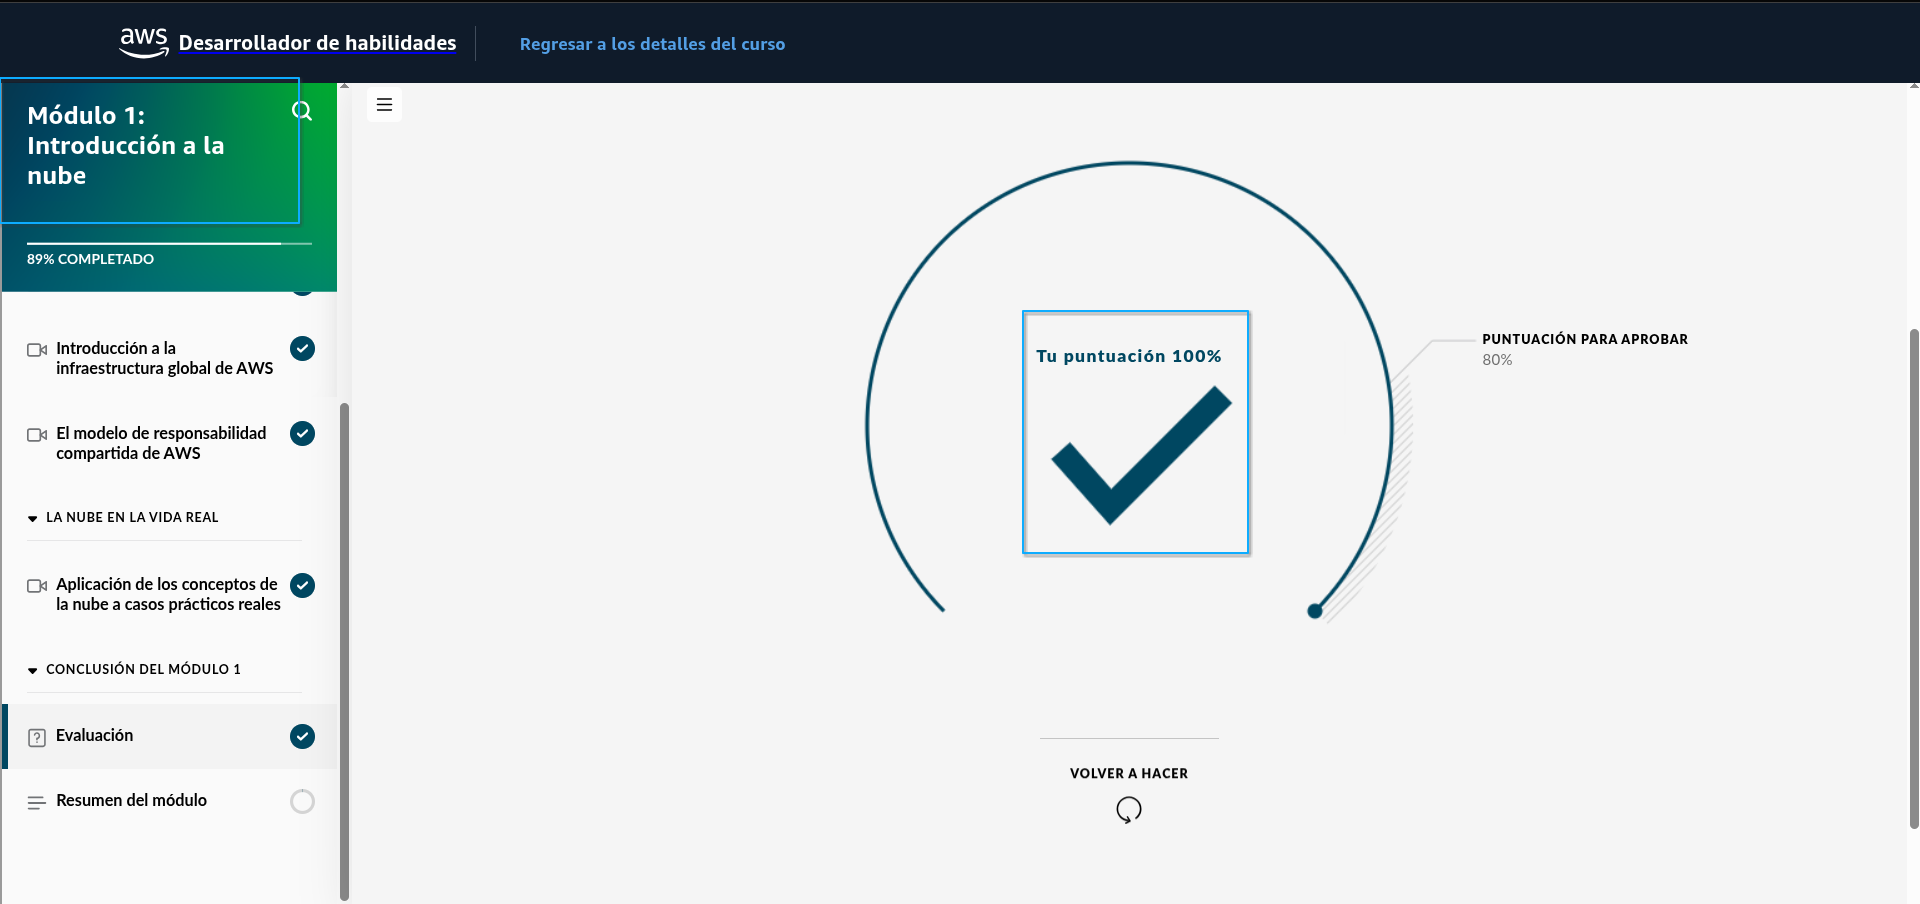 aws Desarrollador de habilidades
Regresar a los detalles del curso
Módulo 1:
Introducción a la
nube
89% COMPLETADO
Introducción a la
infraestructura global de AWS
El modelo de responsabilidad
compartida de AWS
LA NUBE EN LA VIDA REAL
Aplicación de los conceptos de
la nube a casos prácticos reales
CONCLUSIÓN DEL MÓDULO 1
Evaluación
Resumen del módulo
Tu puntuación 100%
PUNTUACIÓN PARA APROBAR
80%
VOLVER A HACER